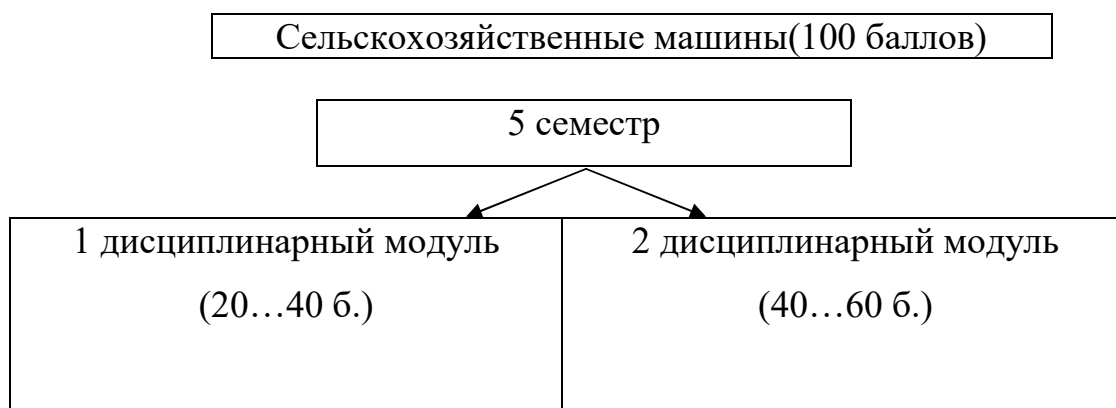 Сельскохозяйственные машины(100 баллов)
5 семестр
1 дисциплинарный модуль
(20…40 б.)
2 дисциплинарный модуль
(40…60 б.)